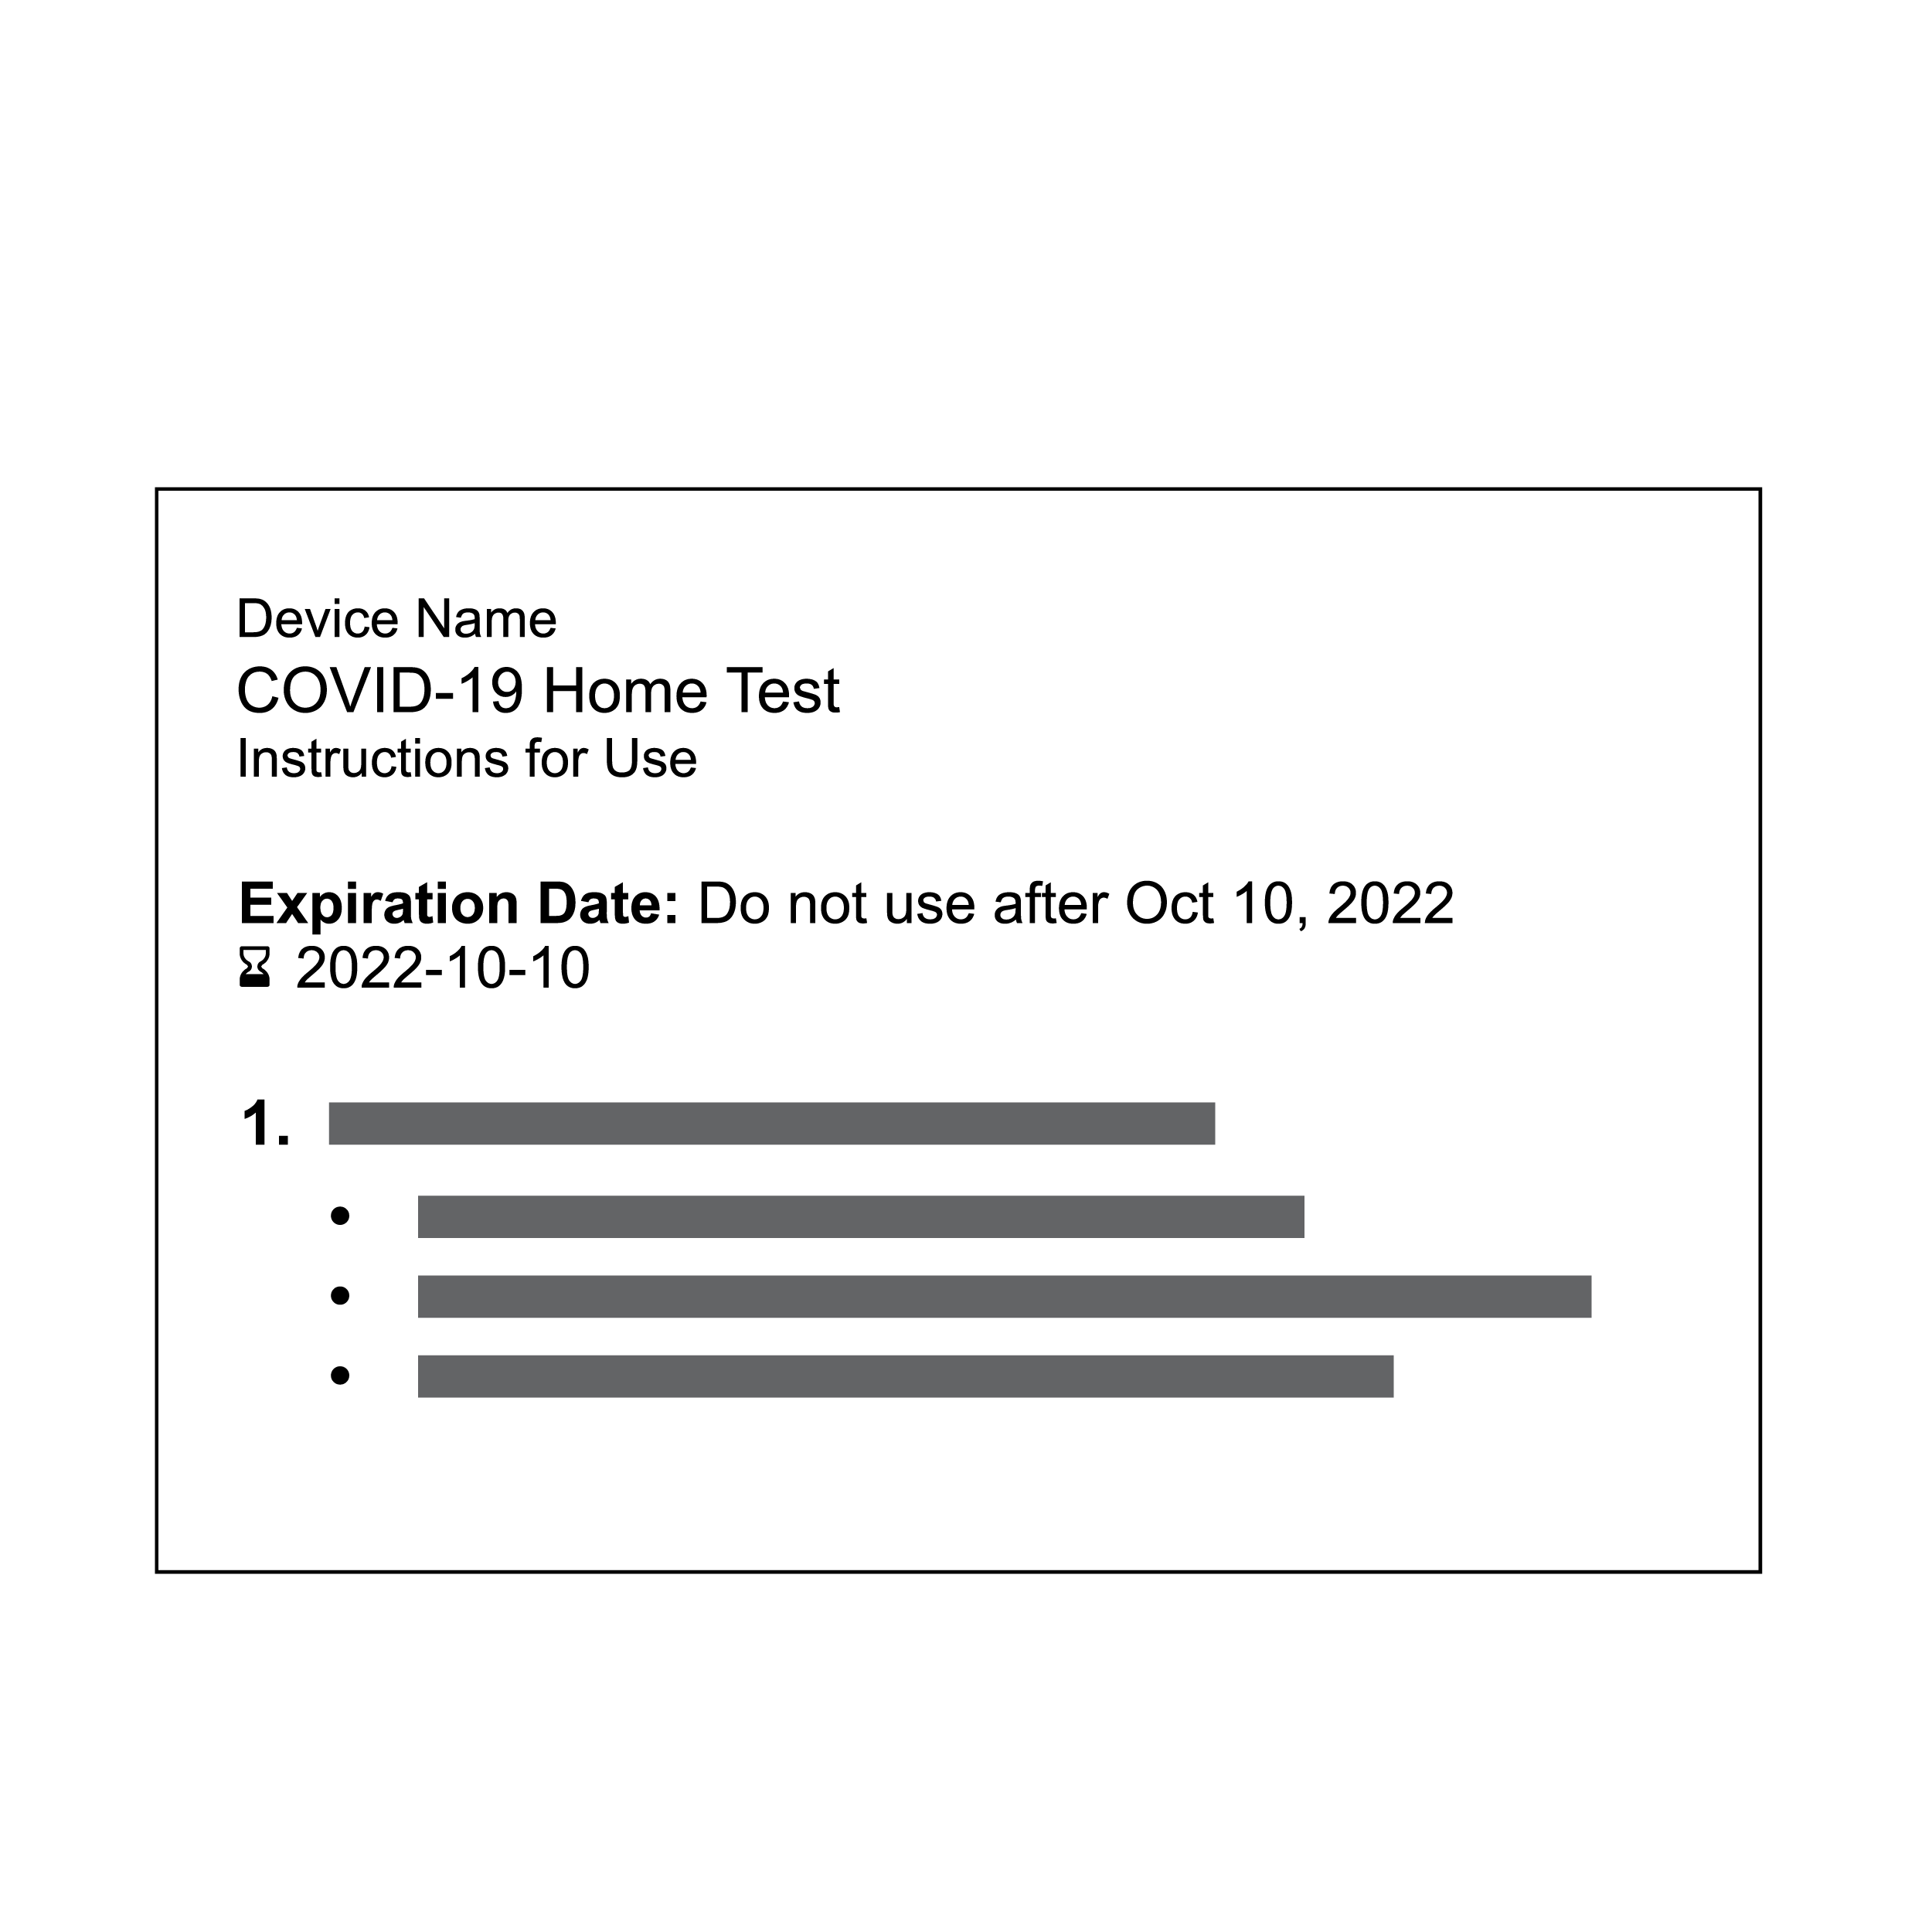 Device Name
COVID-19 Home Test
Instructions for Use
Expiration Date: Do not use after Oct 10, 2022
⌛ 2022-10-10
1.
•
•
•